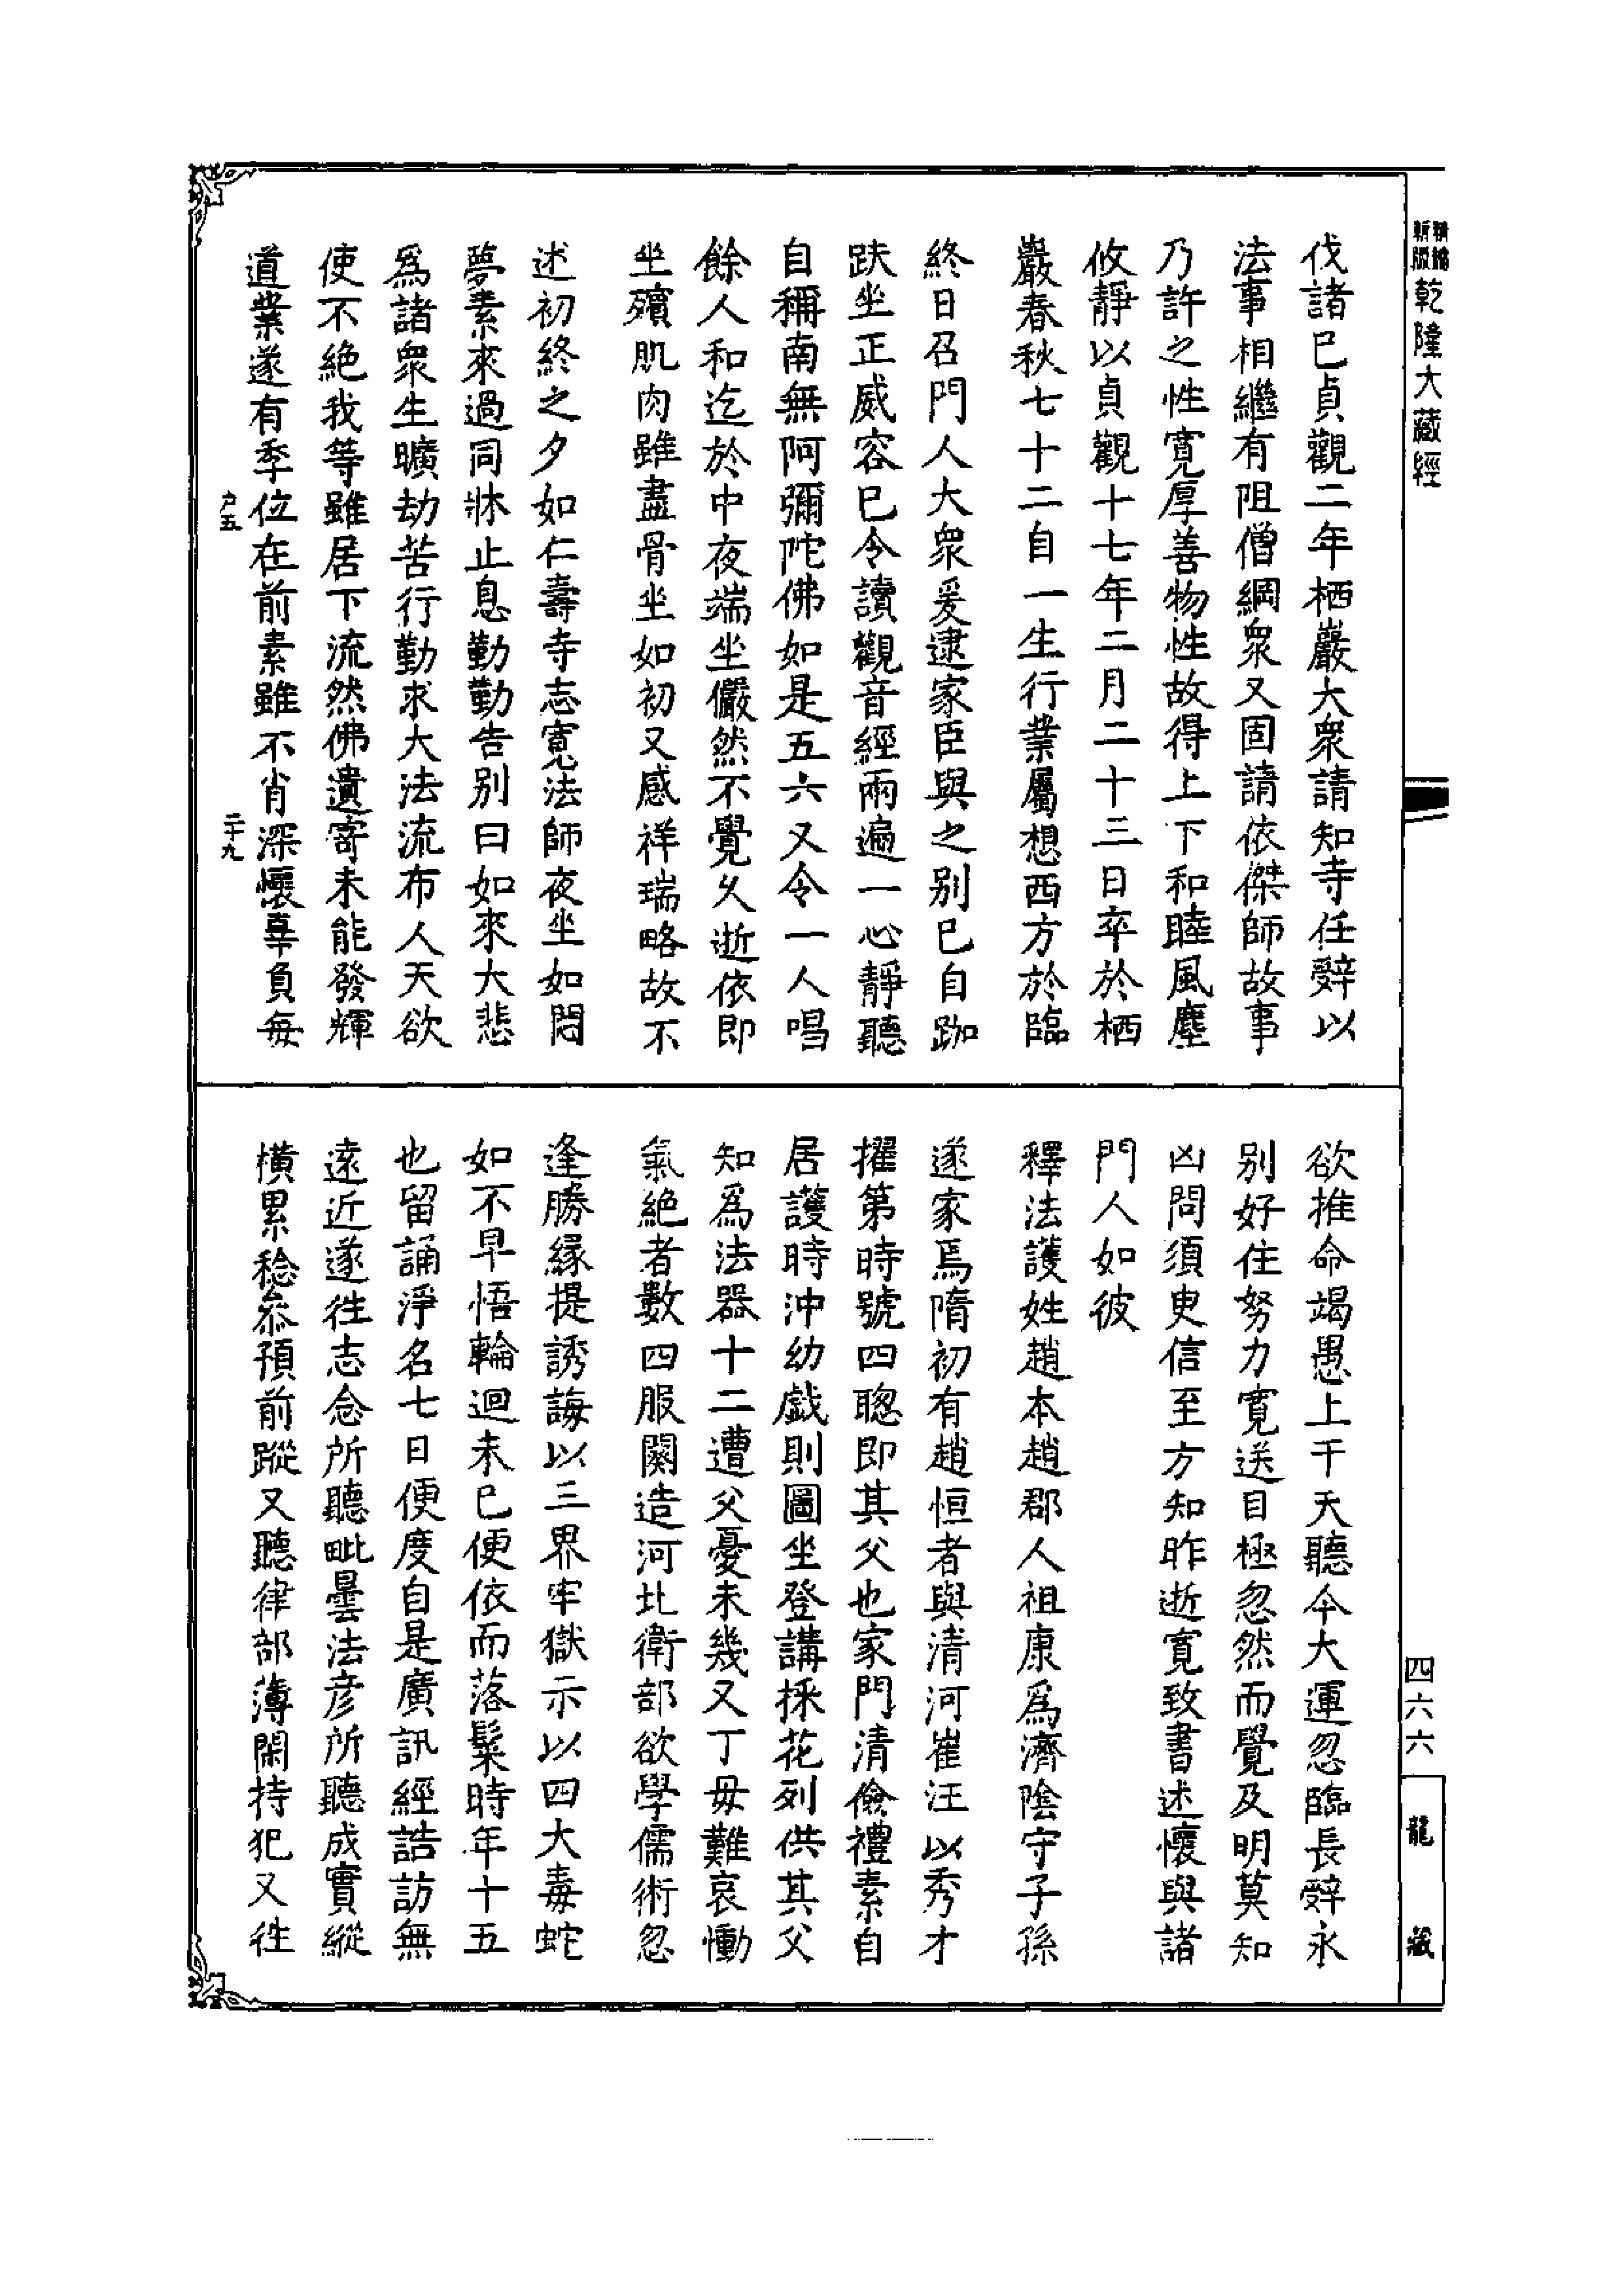 新編
新版
乾隆大藏經
伐諸已貞觀二年栖巖大衆請知寺任辝以
法事相繼有阻僧綱衆又固請依傑師故事
乃許之性寬厚善物性故得上下和睦風塵
攸靜以貞觀十七年二月二十三日卒於栖
巖春秋七十二自一生行業屬想西方於臨
終日召門人大衆爰逮家臣與之别已自跏
趺坐正威容已令讀觀音經兩遍一心靜聽
自稱南無阿彌陀佛如是五六又令一人唱
餘人和迄於中夜端坐儼然不覺久逝依即
坐殯肌肉雖盡骨坐如初又感祥瑞略故不
述初終之夕如仁壽寺志寬法師夜坐如悶
夢素來過同牀止息勤勤告别曰如來大悲
爲諸衆生曠劫苦行勤求大法流布人天欲
使不絶我等雖居下流然佛遺寄未能發輝
道業遂有季位在前素雖不肖深懷辜負每
户五
二十九
欲推命竭愚上干天聽今大運忽臨長辝永
别好住努力寬送目極忽然而覺及明莫知
凶問須臾信至方知昨逝寬致書述懷與諸
門人如彼
釋法護姓趙本趙郡人祖康爲濟陰守子孫
遂家焉隋初有趙恒者與清河崔汪以秀才
擢第時號四聦即其父也家門清儉禮素自
居護時沖幼戯則圖坐登講採花列供其父
知爲法器十二遭父憂未幾又丁毋難哀慟
氣絶者數四服闋造河北衛部欲學儒術忽
逢勝緣提誘誨以三界牢獄示以四大毒蛇
如不早悟輪迴未已便依而落髮時年十五
也留誦淨名七日便度自是廣訊經誥訪無
遠近遂徃志念所聽毗曇法彦所聽成實縱
橫累稔叅預前蹤又聽律部薄閑持犯又徃
四六六
龍藏